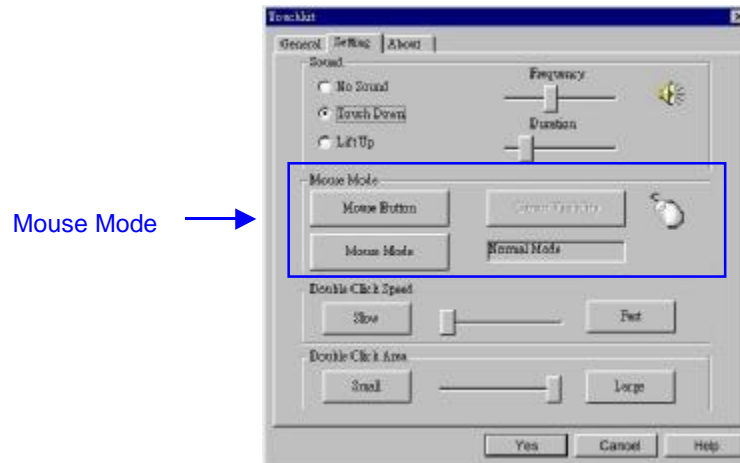 Touchkit
General Setting About
Sound
No Sound
Touch Down
Lift Up
Frequency
Duration
Mouse Mode
Mouse Mode
Mouse Button
Mouse Mode
Normal Mode
Double Click Speed
Slow
Fast
Double Click Area
Small
Large
Yes Cancel Help